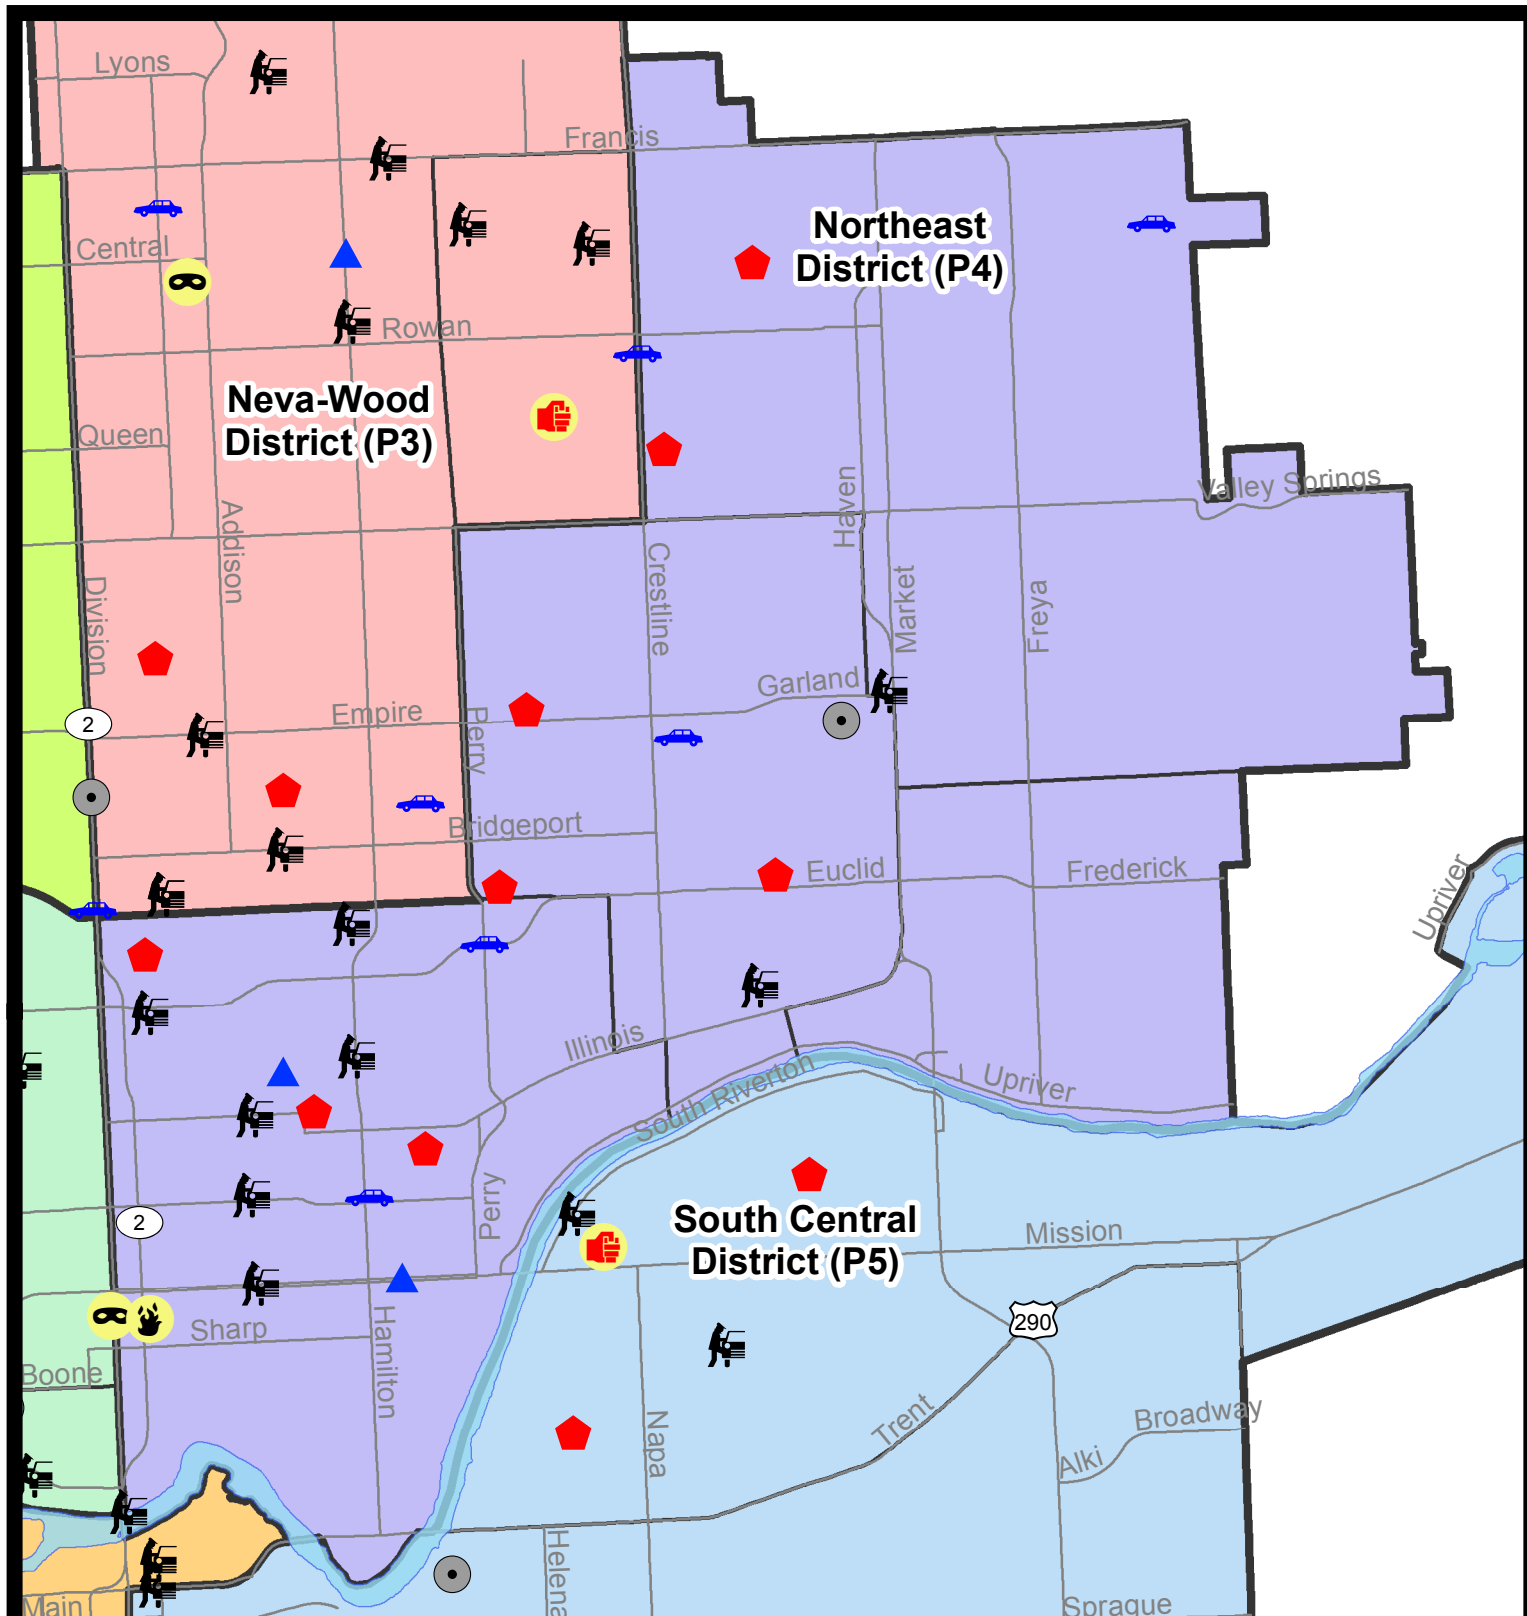 Lyons
Francis
Northeast
District (P4)
Central
Rowan
Neva-Wood
District (P3)
Queen
Valley Springs
Haven
Addison
Crestline
Division
Market
Freya
Garland
Empire
Perry
2
Bridgeport
Euclid
Frederick
Upriver
Illinois
Upriver
South Riverton
Perry
2
South Central
District (P5)
Mission
290
Sharp
Hamilton
Boone
Napa
Trent
Broadway
Alki
Helena
Main
Sprague